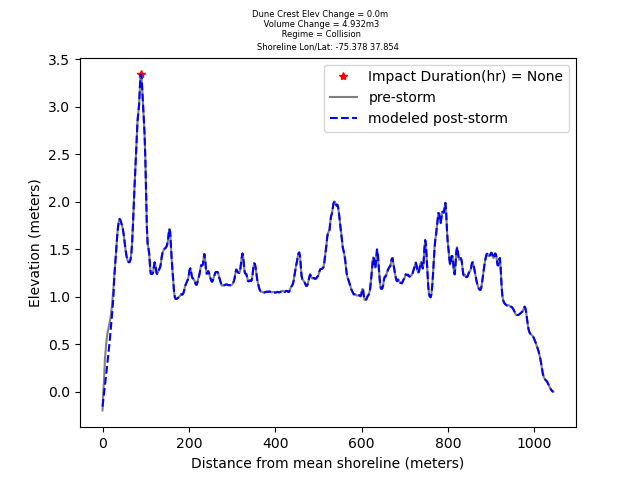 Dune Crest Elev Change = 0.0m
Volume Change = 4.932m3
Regime = Collision
Shoreline Lon/Lat: -75.378 37.854
Impact Duration(hr) = None
pre-storm
modeled post-storm
Elevation (meters)
3.5
3.0
2.5
2.0
1.5
1.0
0.5
0.0
0 200 400 600 800 1000
Distance from mean shoreline (meters)